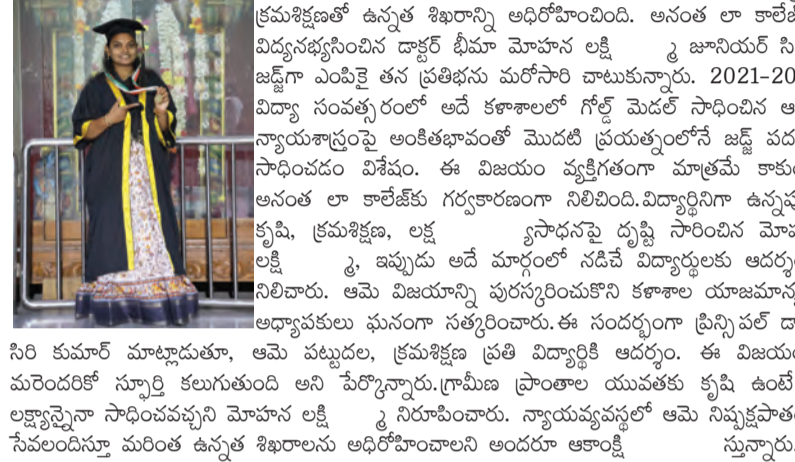 క్రమశిక్షణతో ఉన్నత శిఖరాన్ని అధిరోహించింది. అనంత లా కాలేజ్
విద్యనభ్యసించిన డాక్టర్ భీమా మోహన లక్షి మ్మ జూనియర్ సి
జడ్జ్‌గా ఎంపికై తన ప్రతిభను మరోసారి చాటుకున్నారు. 2021-20
విద్యా సంవత్సరంలో అదే కళాశాలలో గోల్డ్ మెడల్ సాధించిన ఆ
న్యాయశాస్త్రంపై అంకితభావంతో మొదటి ప్రయత్నంలోనే జడ్జ్ పద
సాధించడం విశేషం. ఈ విజయం వ్యక్తిగతంగా మాత్రమే కాకుం
అనంత లా కాలేజ్‌కు గర్వకారణంగా నిలిచింది.విద్యార్థినిగా ఉన్నప
కృషి, క్రమశిక్షణ, లక్ష్ యసాధనపై దృష్టి సారించిన మోహ
లక్షి మ్మ, ఇప్పుడు అదే మార్గంలో నడిచే విద్యార్థులకు ఆదర్శం
నిలిచారు. ఆమె విజయాన్ని పురస్కరించుకొని కళాశాల యాజమాన్య
అధ్యాపకులు ఘనంగా సత్కరించారు.ఈ సందర్భంగా ప్రిన్సిపల్ డా
సిరి కుమార్ మాట్లాడుతూ, ఆమె పట్టుదల, క్రమశిక్షణ ప్రతి విద్యార్థికి ఆదర్శం. ఈ విజయం
మరెందరికో స్ఫూర్తి కలుగుతుంది అని పేర్కొన్నారు.గ్రామీణ ప్రాంతాల యువతకు కృషి ఉంటే
లక్ష్యాన్నైనా సాధించవచ్చని మోహన లక్షి మ్మ నిరూపించారు. న్యాయవ్యవస్థలో ఆమె నిష్పక్షపాత
సేవలందిస్తూ మరింత ఉన్నత శిఖరాలను అధిరోహించాలని అందరూ ఆకాంక్షి స్తున్నారు.